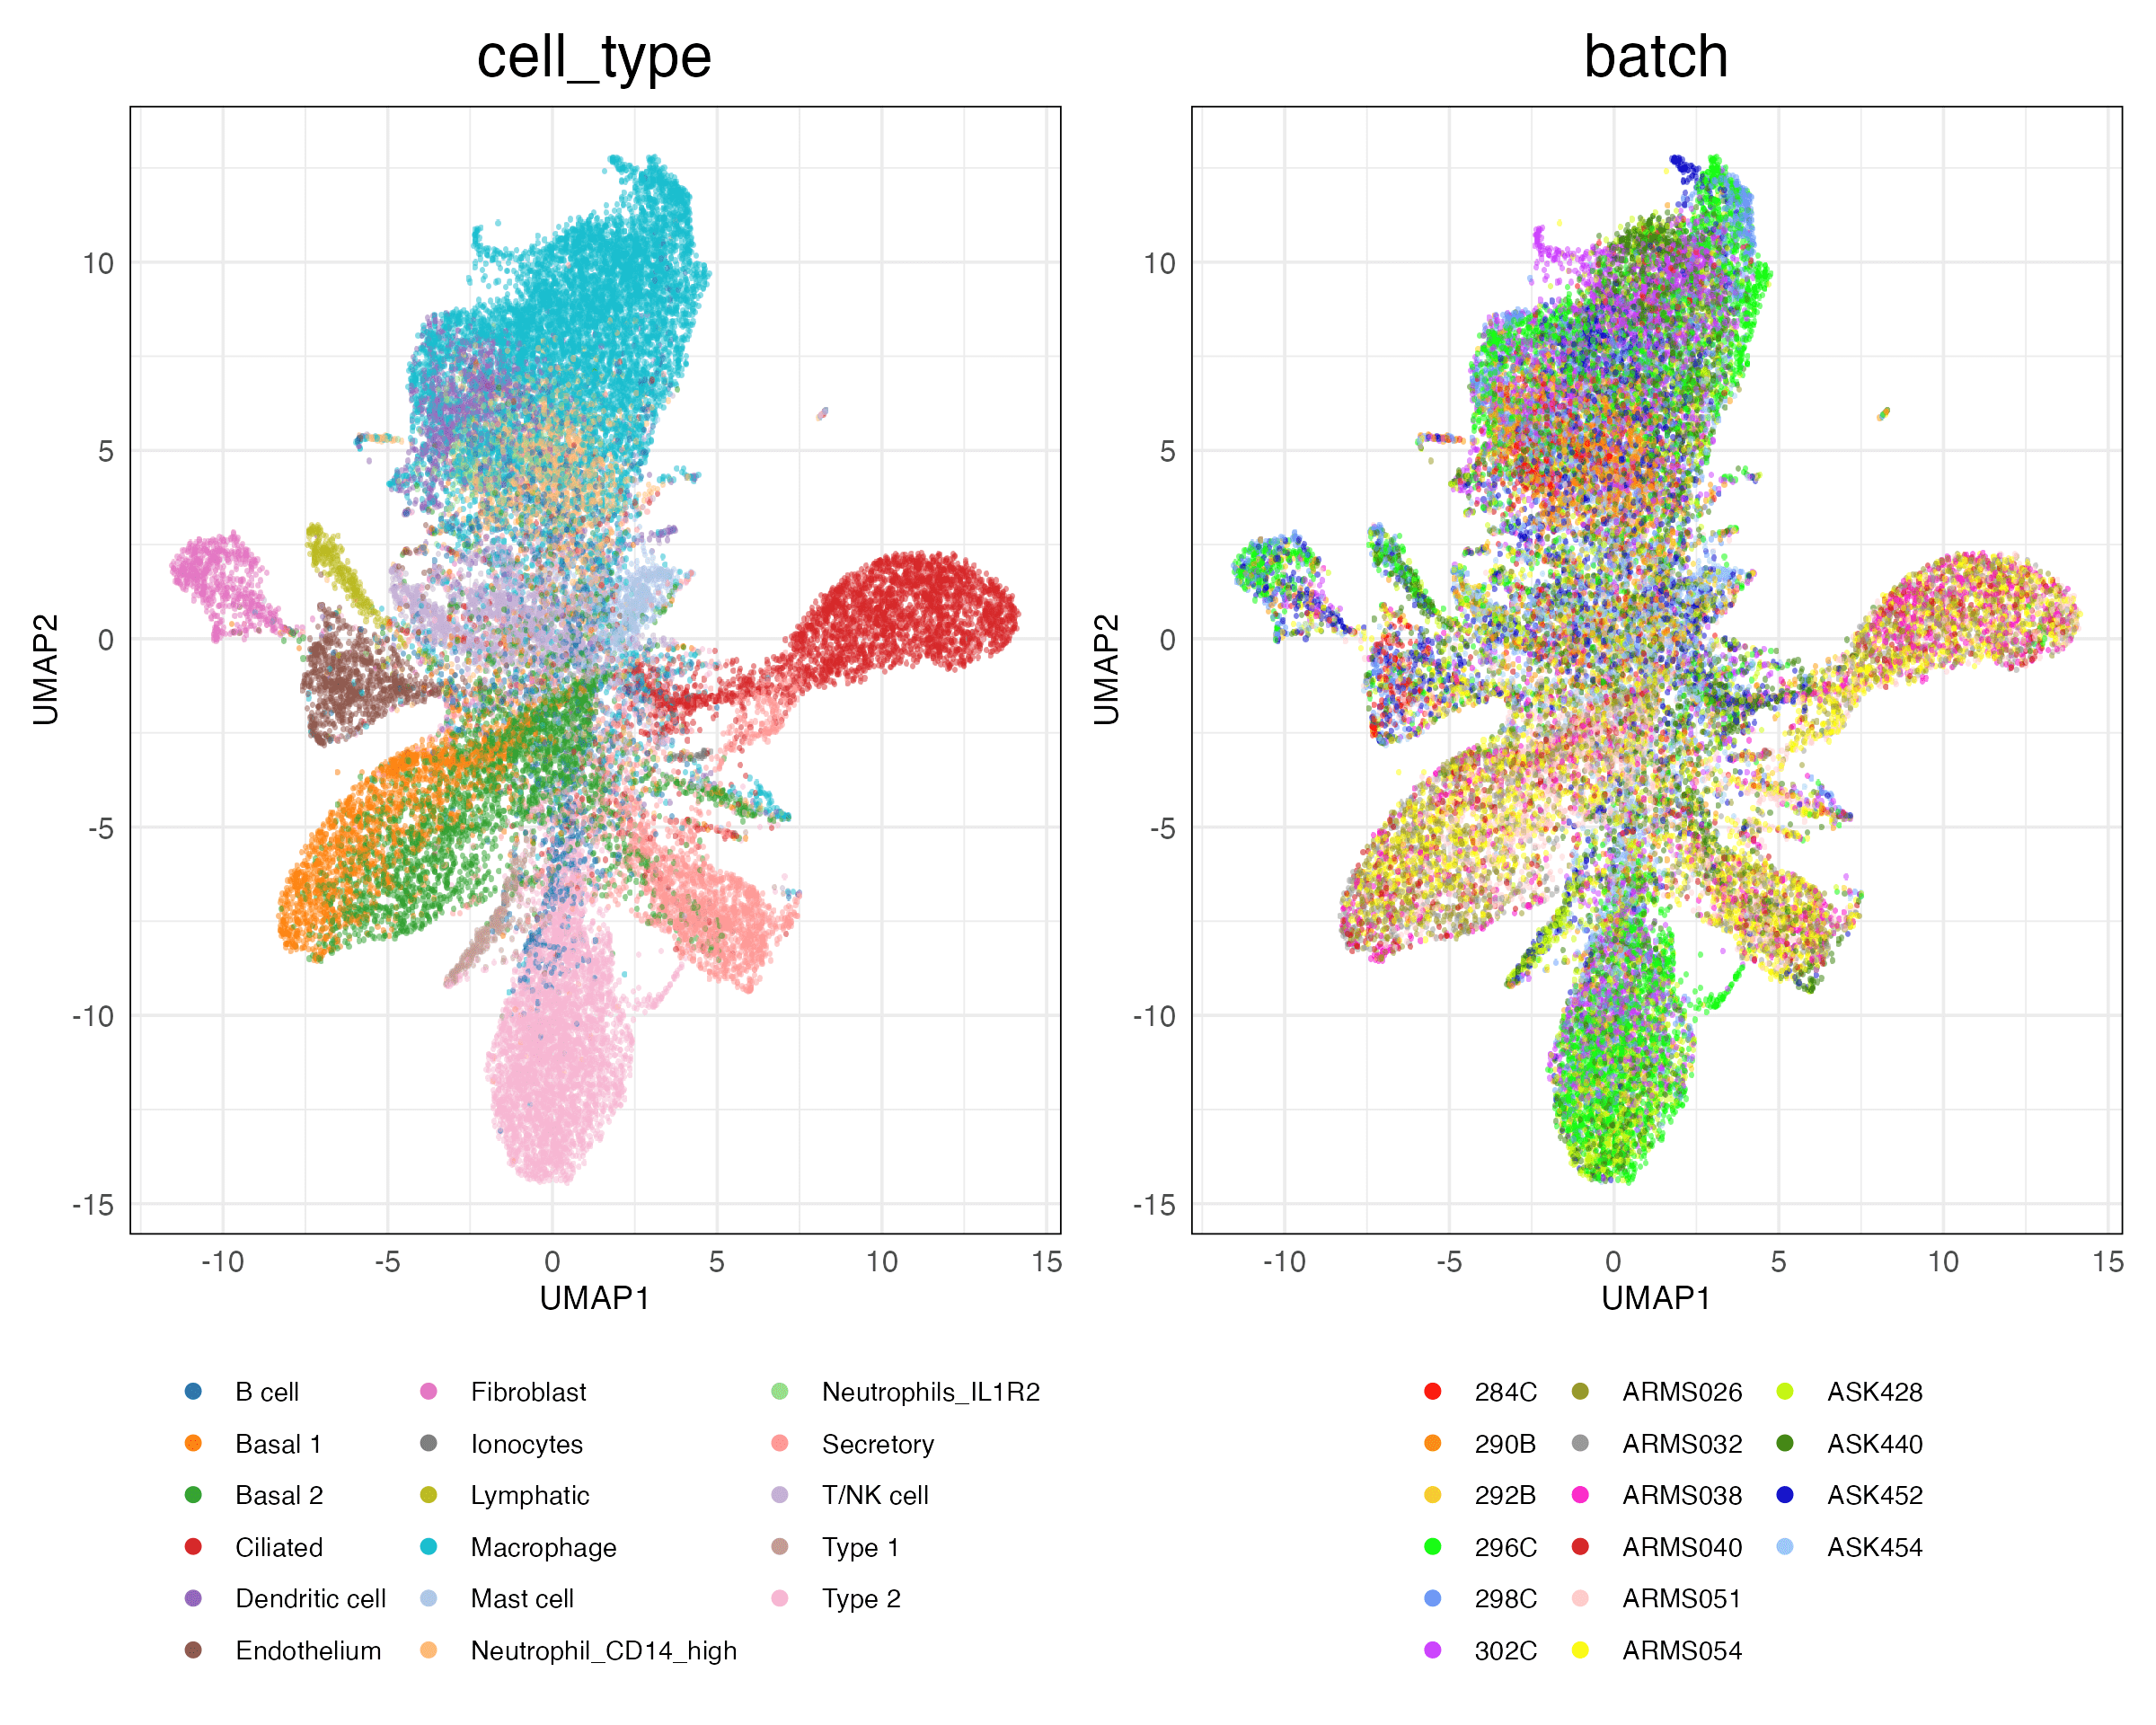 cell_type
batch
UMAP2
10
5
0
-5
-10
-15
-10
-5
0
5
10
15
UMAP1
UMAP2
10
5
0
-5
-10
-15
-10
-5
0
5
10
15
UMAP1
B cell
Basal 1
Basal 2
Ciliated
Dendritic cell
Endothelium
Fibroblast
Ionocytes
Lymphatic
Macrophage
Mast cell
Neutrophil_CD14_high
Neutrophils_IL1R2
Secretory
T/NK cell
Type 1
Type 2
284C
290B
292B
296C
298C
302C
ARMS026
ARMS032
ARMS038
ARMS040
ARMS051
ARMS054
ASK428
ASK440
ASK452
ASK454